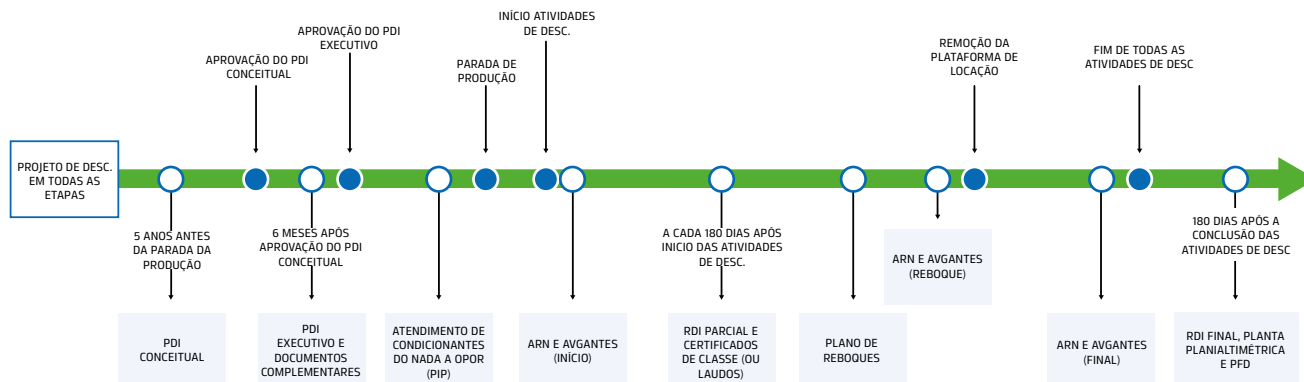 INÍCIO ATIVIDADES
DE DESC.
APROVAÇÃO DO PDI
EXECUTIVO
APROVAÇÃO DO PDI
CONCEITUAL
PARADA DE
PRODUÇÃO
REMOÇÃO DA
PLATAFORMA DE
LOCAÇÃO
FIM DE TODAS AS
ATIVIDADES DE DESC
PROJETO DE DESC.
EM TODAS AS
ETAPAS
5 ANOS ANTES
DA PARADA DA
PRODUÇÃO
6 MESES APÓS
APROVAÇÃO DO PDI
CONCEITUAL
A CADA 180 DIAS APÓS
INICIO DAS ATIVIDADES
DE DESC.
180 DIAS APÓS A
CONCLUSÃO DAS
ATIVIDADES DE DESC
ARN E AVGANTES
(REBOQUE)
PDI
CONCEITUAL
PDI
EXECUTIVO E
DOCUMENTOS
COMPLEMENTARES
ATENDIMENTO DE
CONDICIONANTES
DO NADA A OPOR
(PIP)
ARN E AVGANTES
(INÍCIO)
RDI PARCIAL E
CERTIFICADOS
DE CLASSE (OU
LAUDOS)
PLANO DE
REBOQUES
ARN E AVGANTES
(FINAL)
RDI FINAL, PLANTA
PLANIALTIMÉTRICA
E PFD